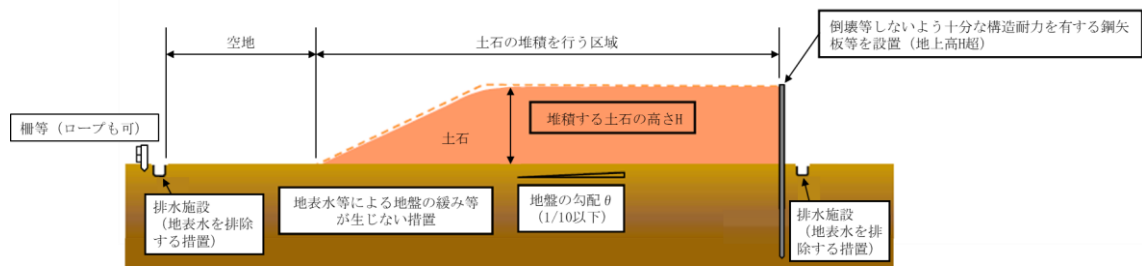 空地
土石の堆積を行う区域
倒壊等しないよう十分な構造耐力を有する鋼矢
板等を設置（地上高H超）
柵等（ロープも可）
土石
堆積する土石の高さH
排水施設
（地表水を排除
する措置）
地表水等による地盤の緩み等
が生じない措置
地盤の勾配θ
（1/10以下）
排水施設
（地表水を排
除する措置）